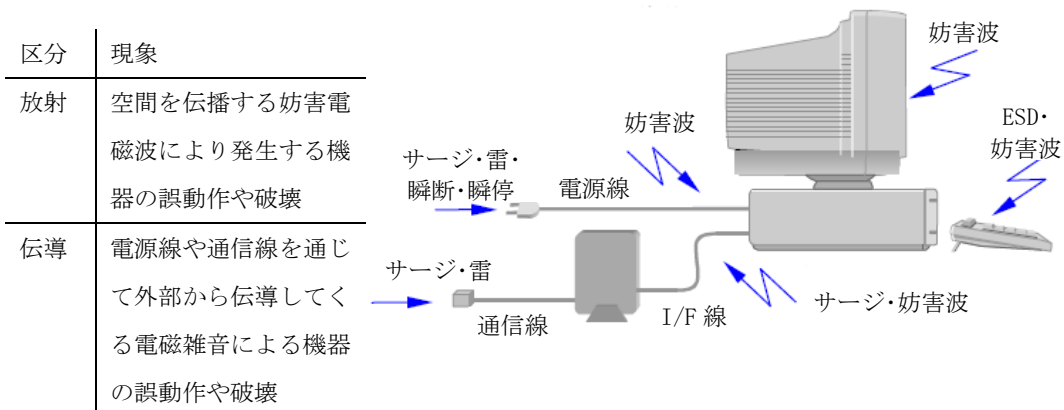 区分
現象
放射
空間を伝播する妨害電
磁波により発生する機
器の誤動作や破壊
伝導
電源線や通信線を通じ
て外部から伝導してく
る電磁雑音による機器
の誤動作や破壊
妨害波
ESD・
妨害波
妨害波
サージ・雷・
瞬断・瞬停
電源線
サージ・雷
通信線
I/F 線
サージ・妨害波